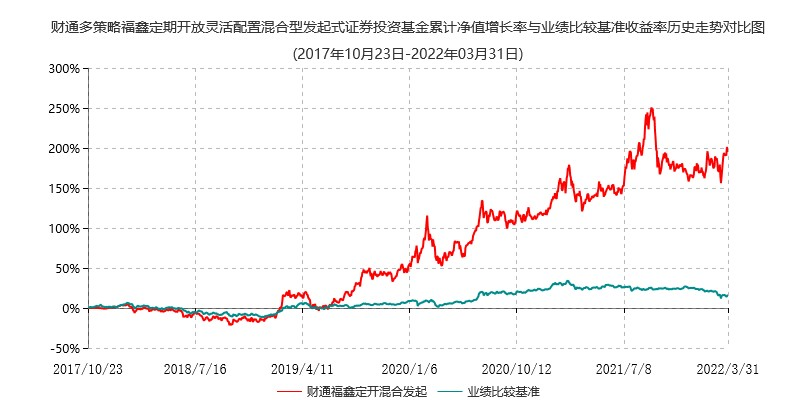 财通多策略福鑫定期开放灵活配置混合型发起式证券投资基金累计净值增长率与业绩比较基准收益率历史走势对比图
(2017年10月23日-2022年03月31日)
300%
250%
200%
150%
100%
50%
0%
-50%
2017/10/23 2018/7/16 2019/4/11 2020/1/6 2020/10/12 2021/7/8 2022/3/31
财通福鑫定开混合发起 业绩比较基准